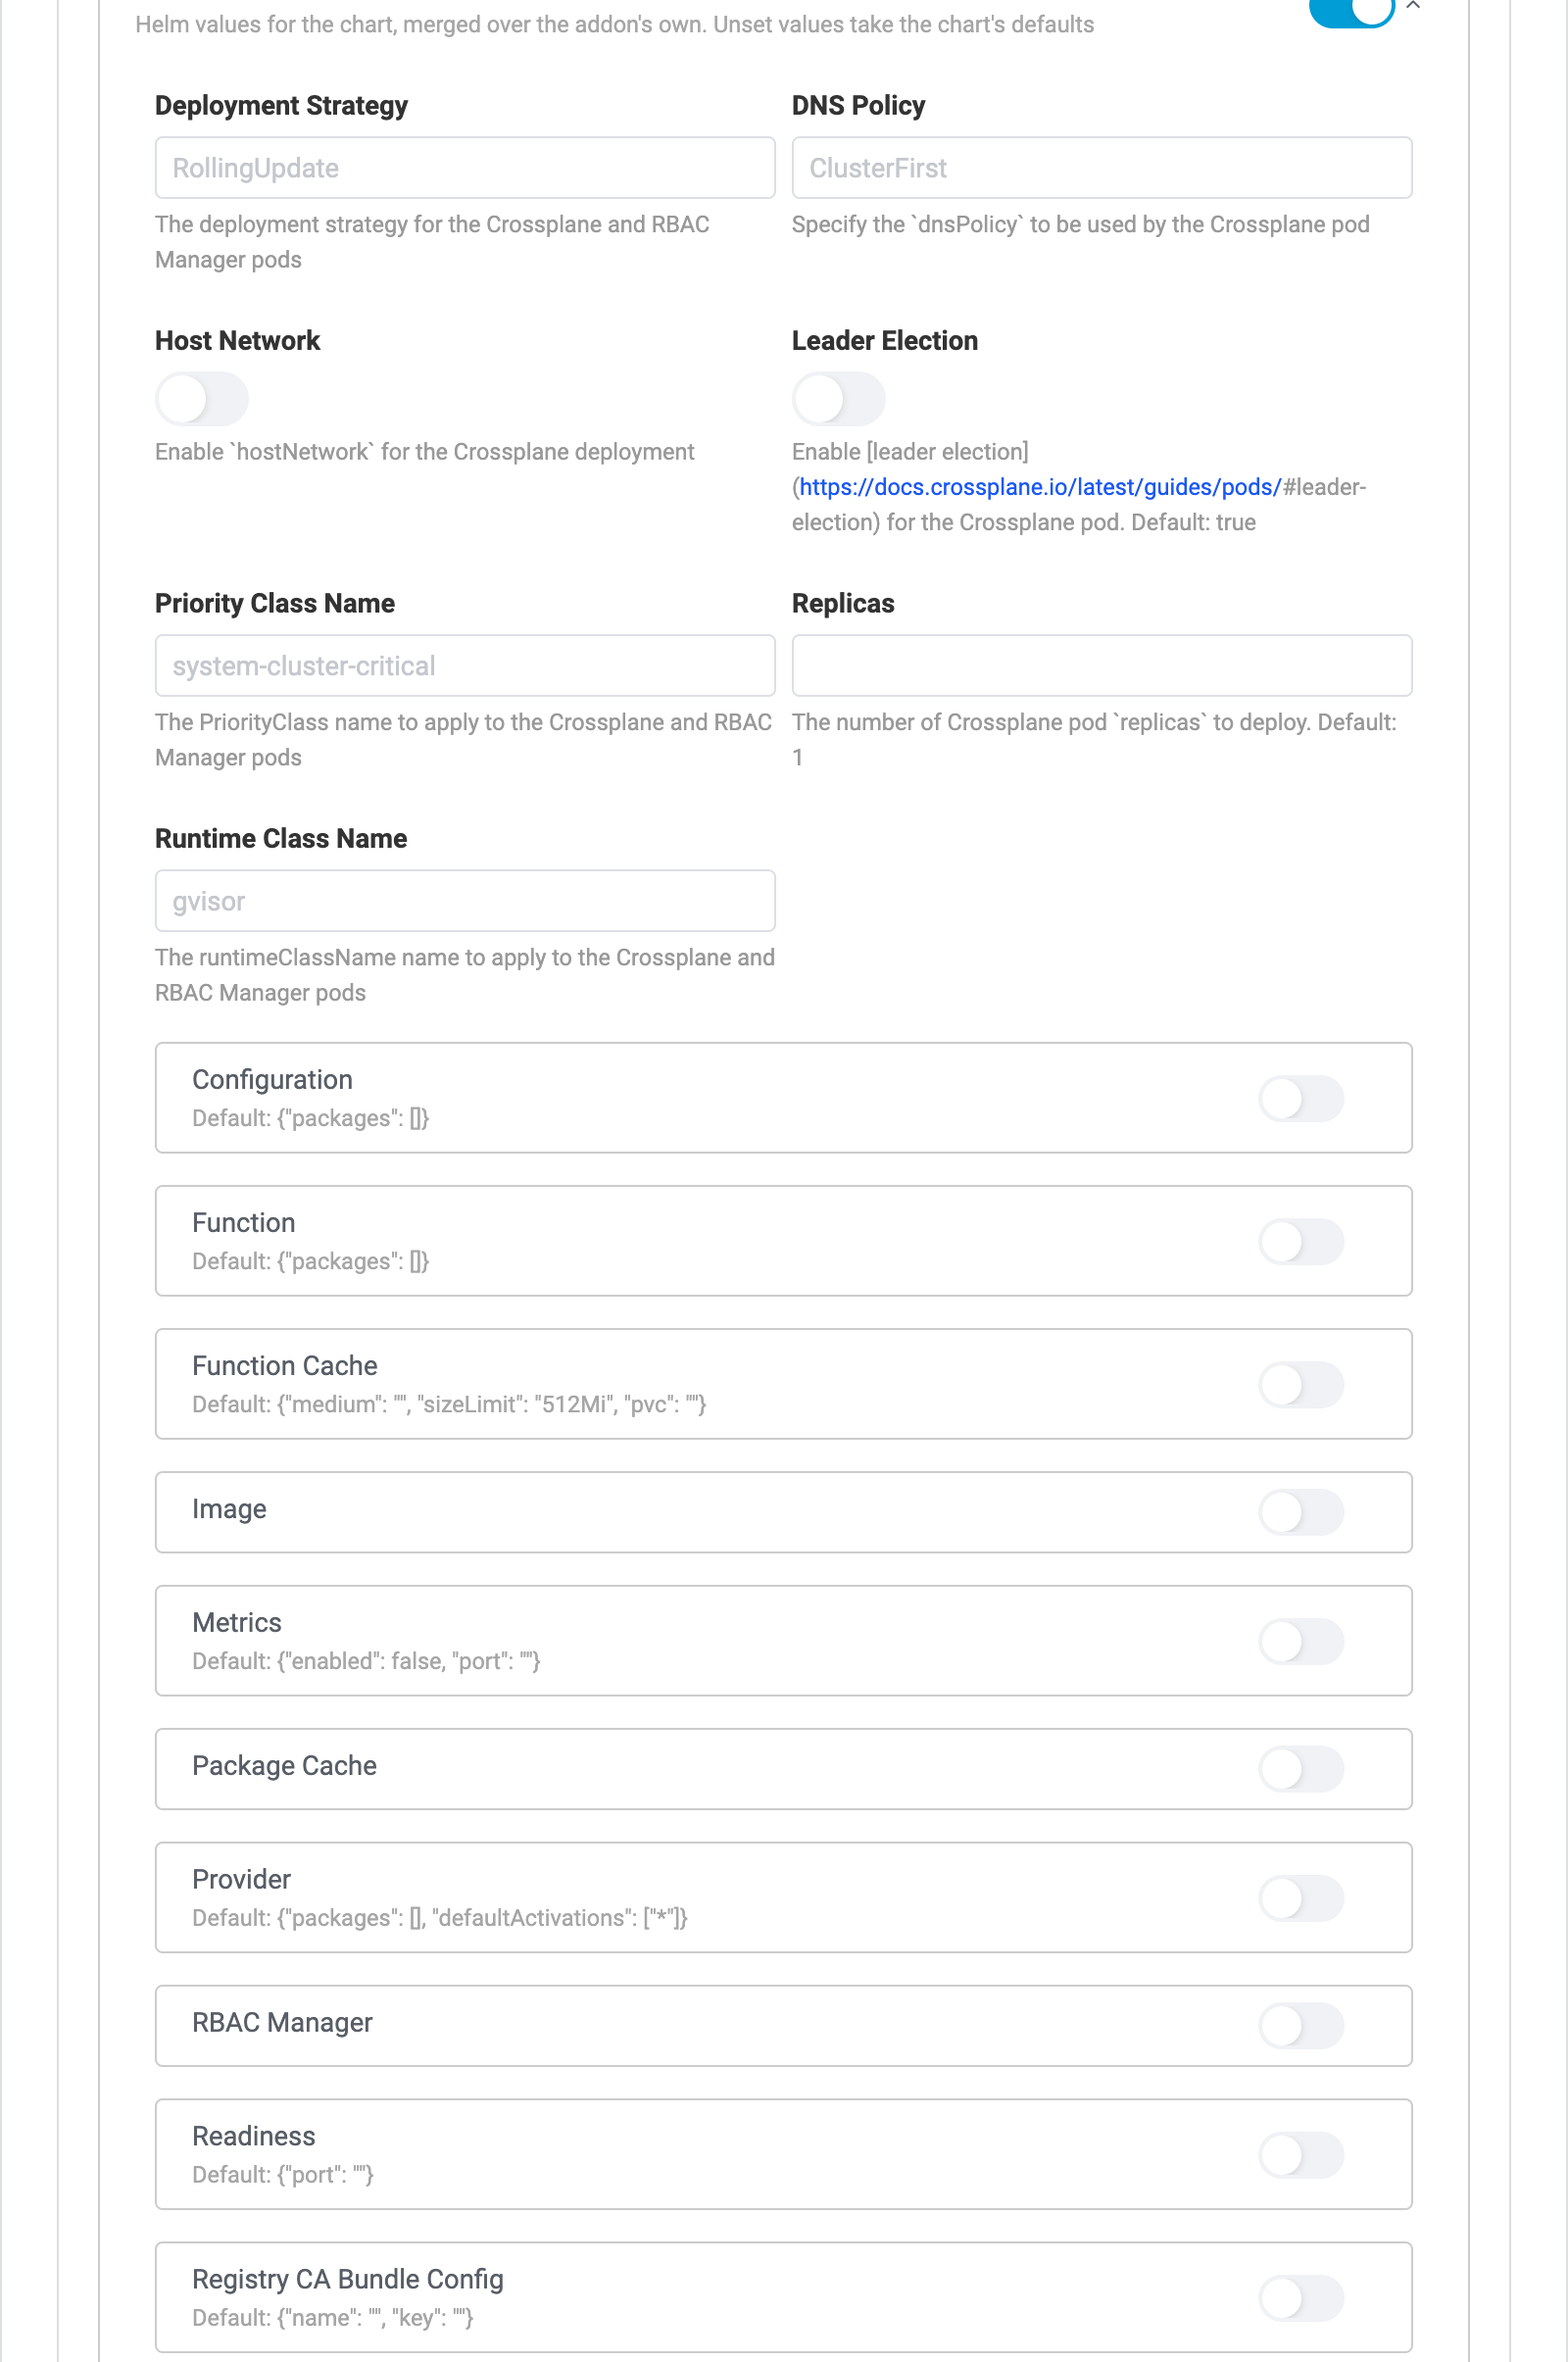 Helm values for the chart, merged over the addon's own. Unset values take the chart's defaults
Deployment Strategy
RollingUpdate
The deployment strategy for the Crossplane and RBAC
Manager pods
DNS Policy
ClusterFirst
Specify the `dnsPolicy` to be used by the Crossplane pod
Host Network
Enable `hostNetwork` for the Crossplane deployment
Leader Election
Enable [leader election]
(https://docs.crossplane.io/latest/guides/pods/#leader-
election) for the Crossplane pod. Default: true
Priority Class Name
system-cluster-critical
The PriorityClass name to apply to the Crossplane and RBAC
Manager pods
Replicas
The number of Crossplane pod `replicas` to deploy. Default:
1
Runtime Class Name
gvisor
The runtimeClassName name to apply to the Crossplane and
RBAC Manager pods
Configuration
Default: {"packages": []}
Function
Default: {"packages": []}
Function Cache
Default: {"medium": "", "sizeLimit": "512Mi", "pvc": ""}
Image
Metrics
Default: {"enabled": false, "port": ""}
Package Cache
Provider
Default: {"packages": [], "defaultActivations": ["*"]}
RBAC Manager
Readiness
Default: {"port": ""}
Registry CA Bundle Config
Default: {"name": "", "key": ""}